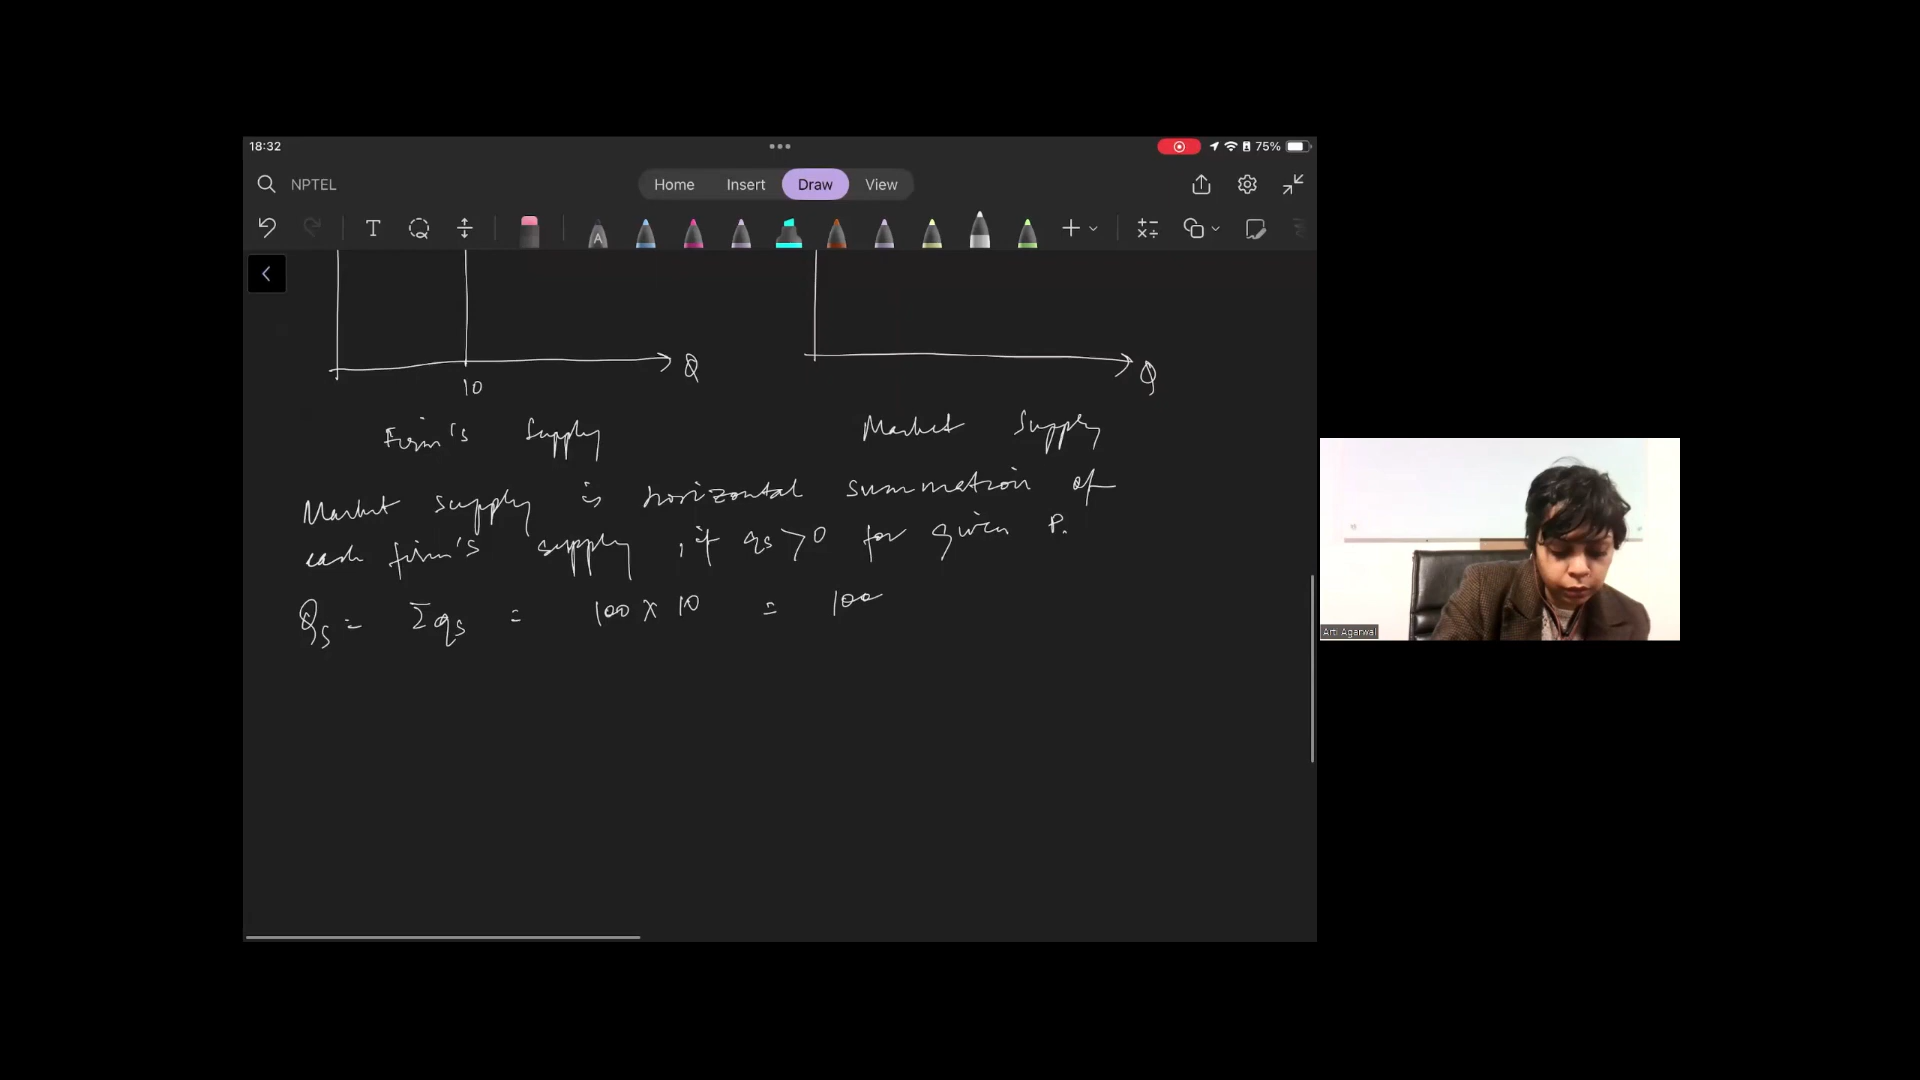 18:32
75%
NPTEL
Home Insert Draw View
T
A
Q
Q
10
Firm's Supply
Market Supply
Market supply is horizontal summation of
each firm's supply , if qs > 0 for given P.
Qs = Σqs = 100 x 10 = 100
Arti Agarwal